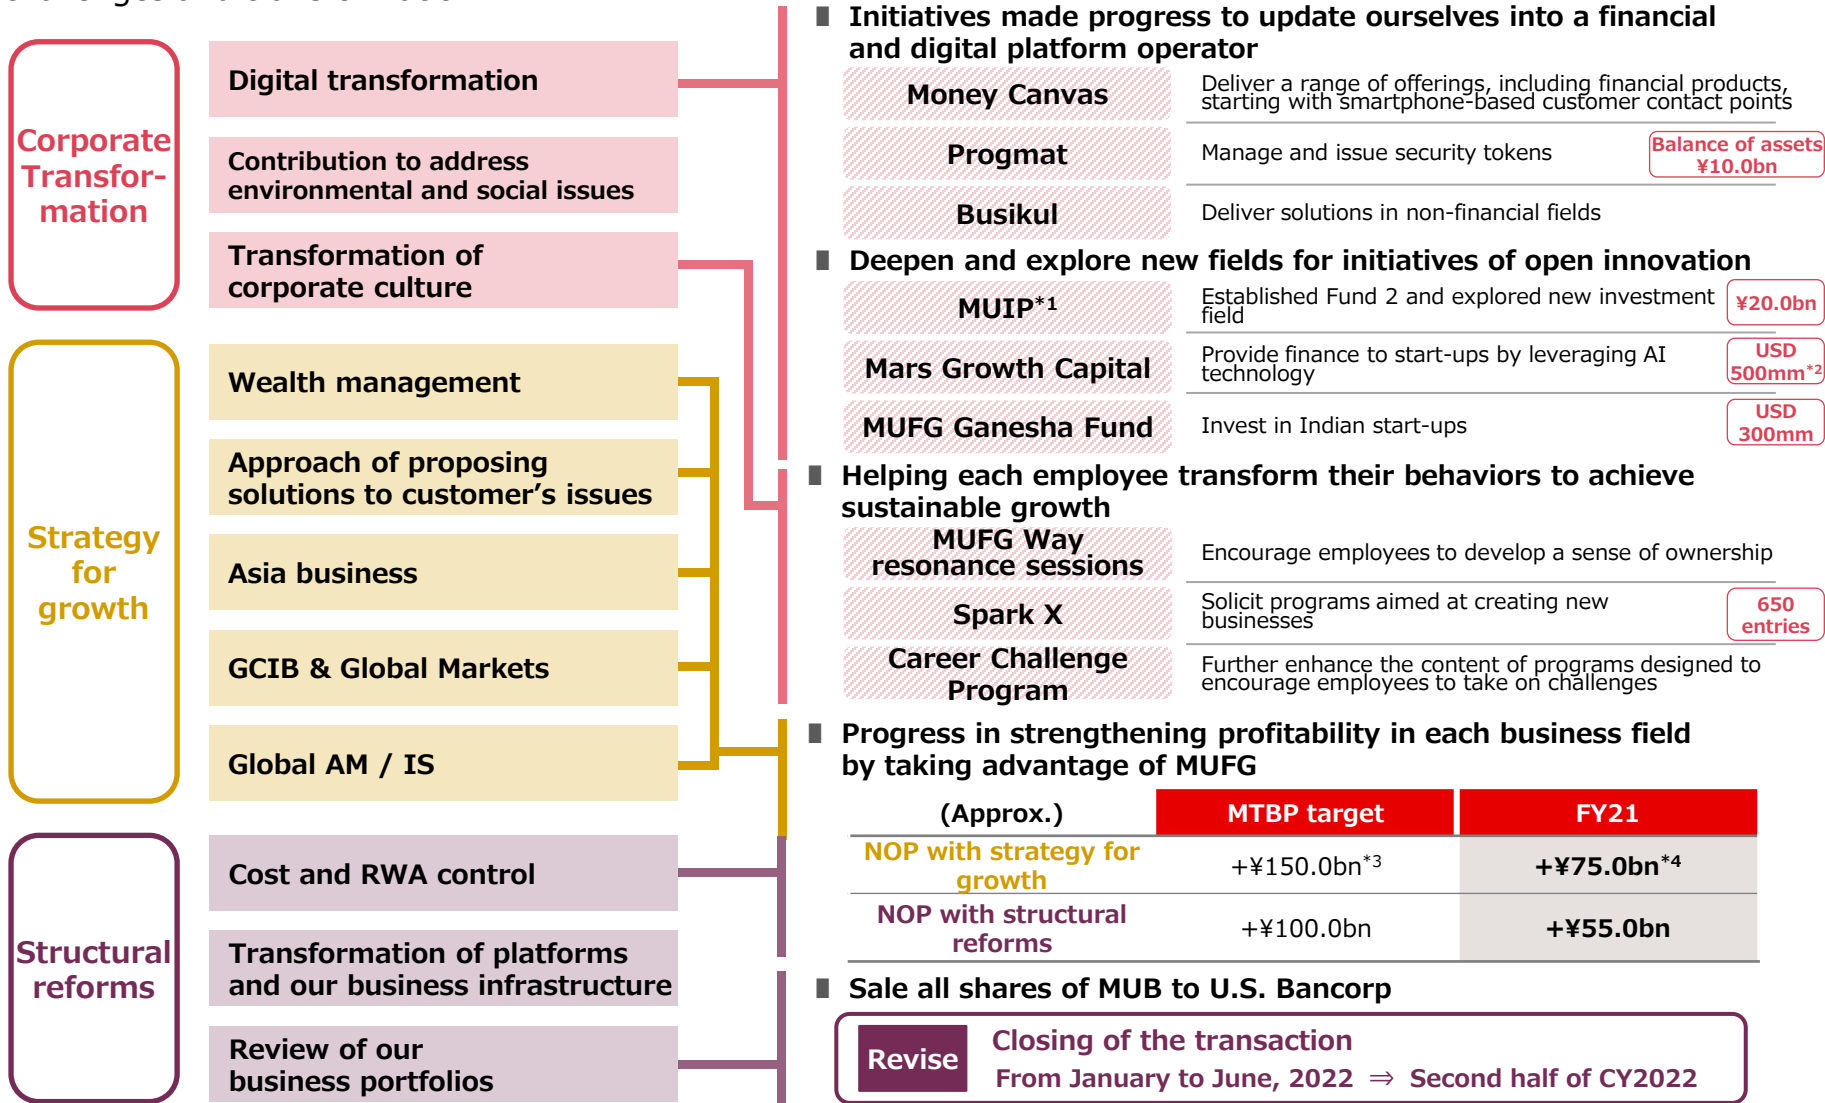 Corporate
Transfor-
mation
Digital transformation
Contribution to address
environmental and social issues
Transformation of
corporate culture
Strategy
for
growth
Wealth management
Approach of proposing
solutions to customer’s issues
Asia business
GCIB & Global Markets
Global AM / IS
Structural
reforms
Cost and RWA control
Transformation of platforms
and our business infrastructure
Review of our
business portfolios
■ Initiatives made progress to update ourselves into a financial
and digital platform operator
Money Canvas
Deliver a range of offerings, including financial products,
starting with smartphone-based customer contact points
Progmat
Manage and issue security tokens
Balance of assets
¥10.0bn
Busikul
Deliver solutions in non-financial fields
■ Deepen and explore new fields for initiatives of open innovation
MUIP*1
Established Fund 2 and explored new investment
field
¥20.0bn
Mars Growth Capital
Provide finance to start-ups by leveraging AI
technology
USD
500mm*2
MUFG Ganesha Fund
Invest in Indian start-ups
USD
300mm
■ Helping each employee transform their behaviors to achieve
sustainable growth
MUFG Way
resonance sessions
Encourage employees to develop a sense of ownership
Spark X
Solicit programs aimed at creating new
businesses
650
entries
Career Challenge
Program
Further enhance the content of programs designed to
encourage employees to take on challenges
■ Progress in strengthening profitability in each business field
by taking advantage of MUFG
(Approx.) MTBP target FY21
NOP with strategy for
growth
+¥150.0bn*3 +¥75.0bn*4
NOP with structural
reforms
+¥100.0bn +¥55.0bn
■ Sale all shares of MUB to U.S. Bancorp
Revise
Closing of the transaction
From January to June, 2022 ⇒ Second half of CY2022